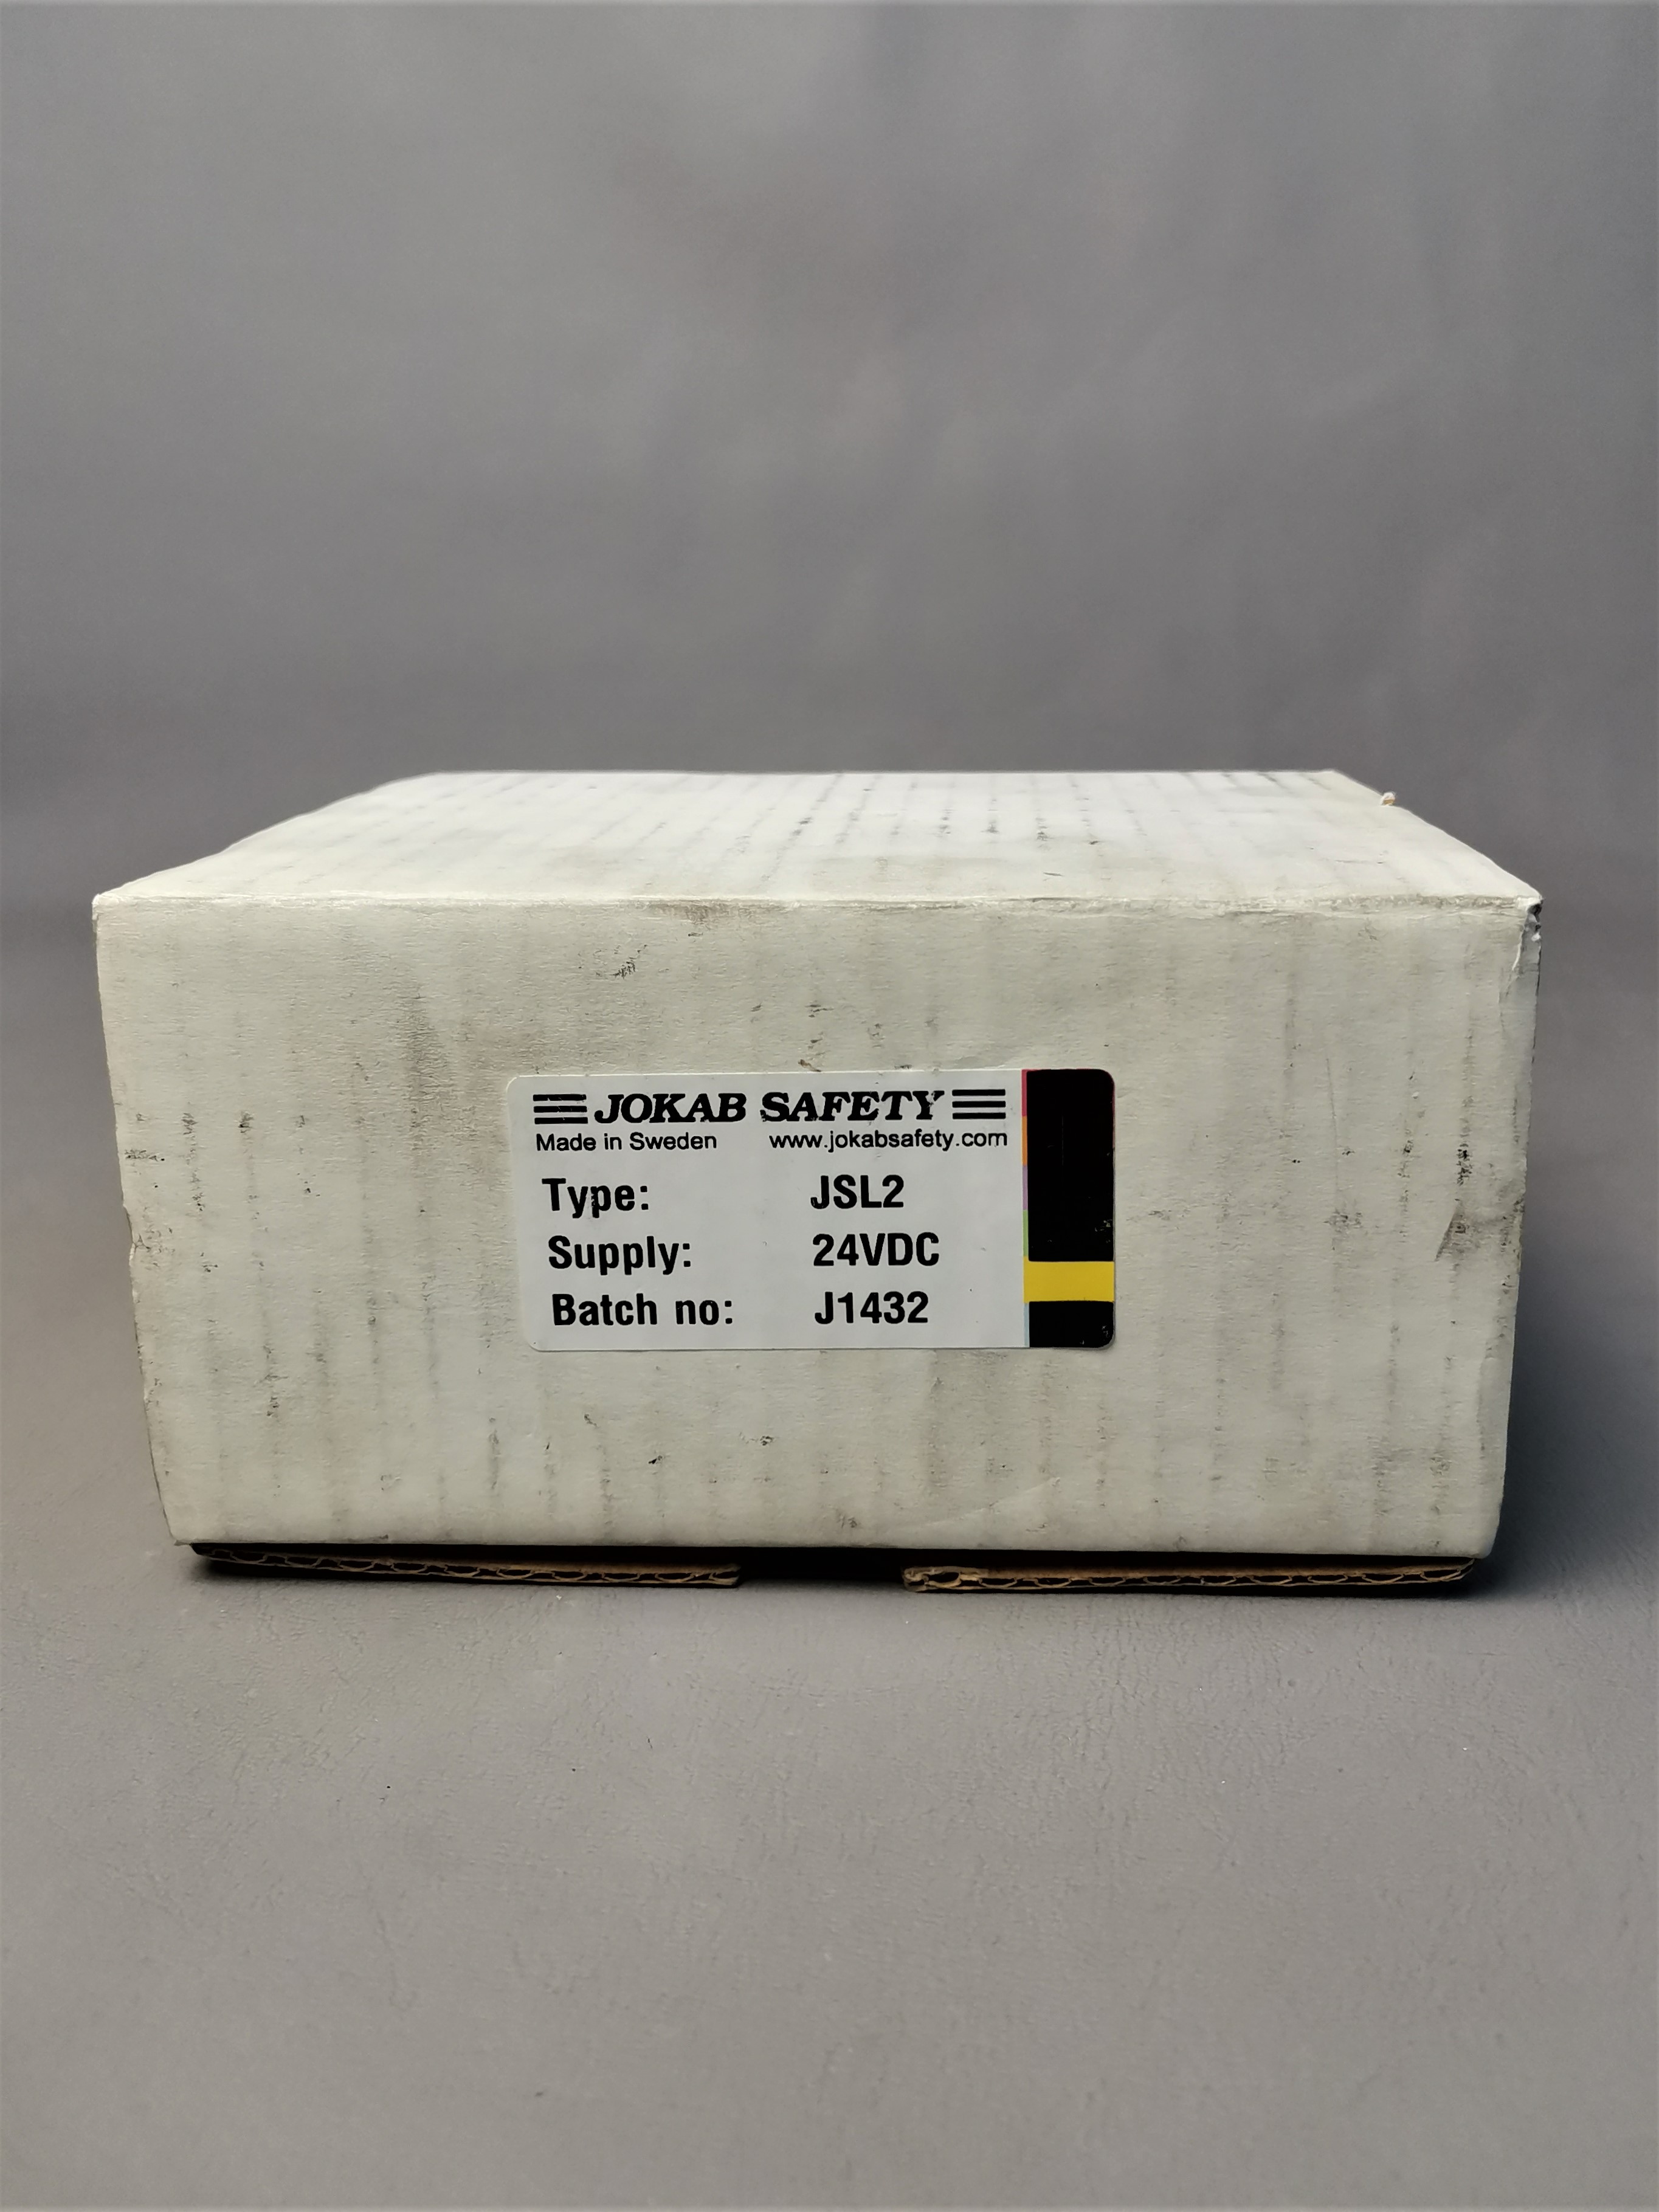 JOKAB SAFETY
Made in Sweden www.jokabsafety.com
Type: JSL2
Supply: 24VDC
Batch no: J1432